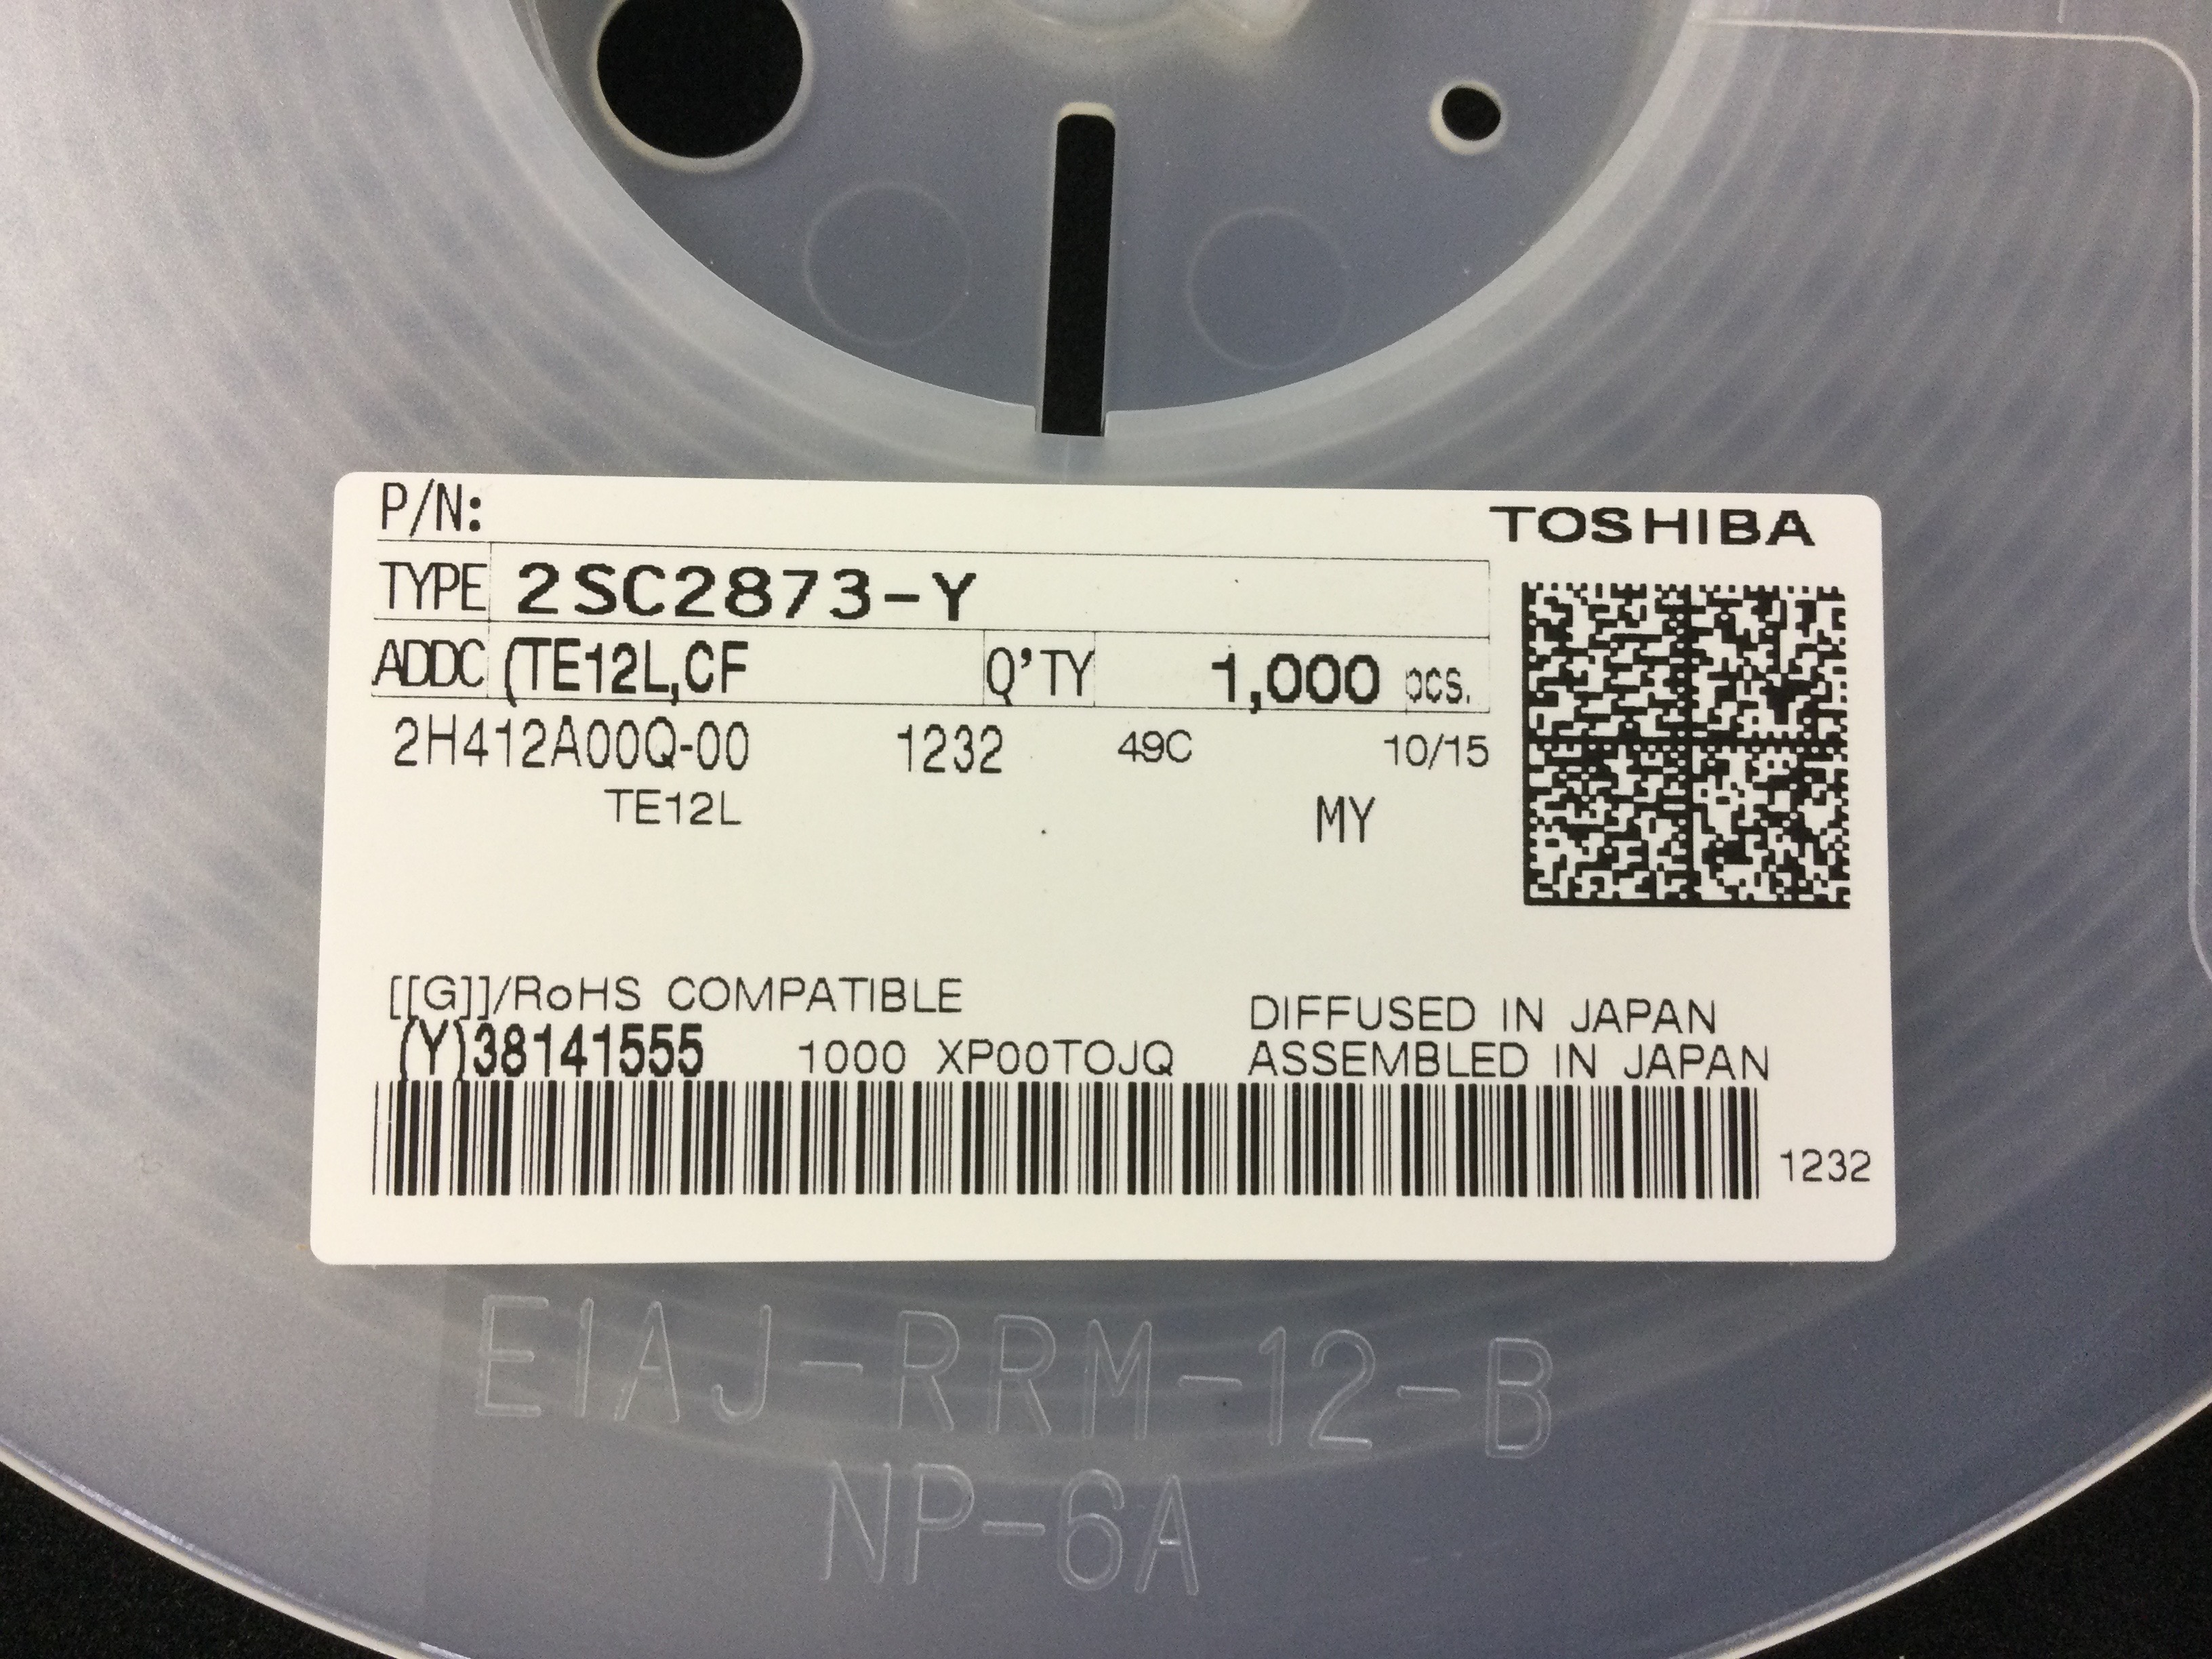 P/N:
TOSHIBA
TYPE 2SC2873-Y
ADDC (TE12L,CF Q'TY 1,000 pcs.
2H412A00Q-00 1232 49C 10/15
TE12L MY
[[G]]/RoHS COMPATIBLE
DIFFUSED IN JAPAN
(Y)38141555 1000 XP00TOJQ
ASSEMBLED IN JAPAN
1232
EIAJ-RRM-12-B
NP-6A